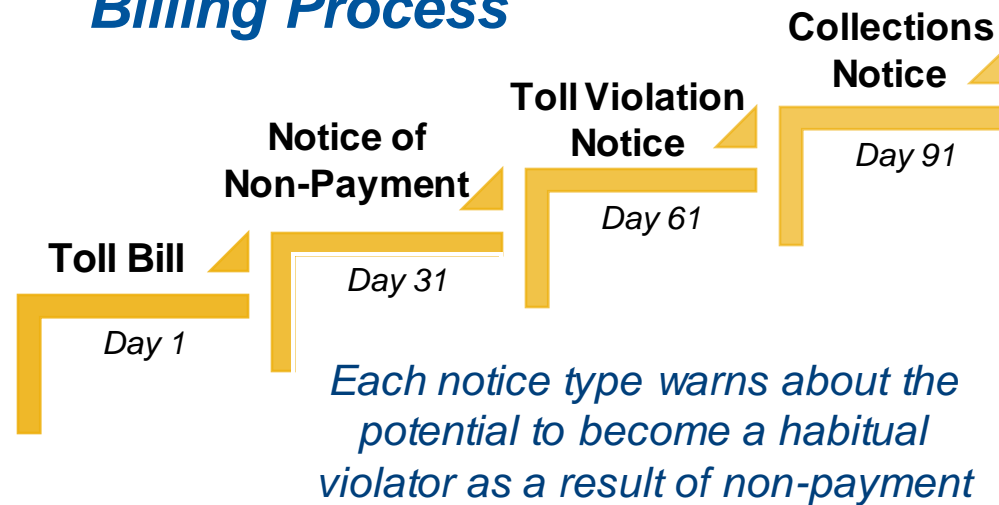 Billing Process
Toll Bill
Day 1
Notice of
Non-Payment
Day 31
Toll Violation
Notice
Day 61
Collections
Notice
Day 91
Each notice type warns about the
potential to become a habitual
violator as a result of non-payment